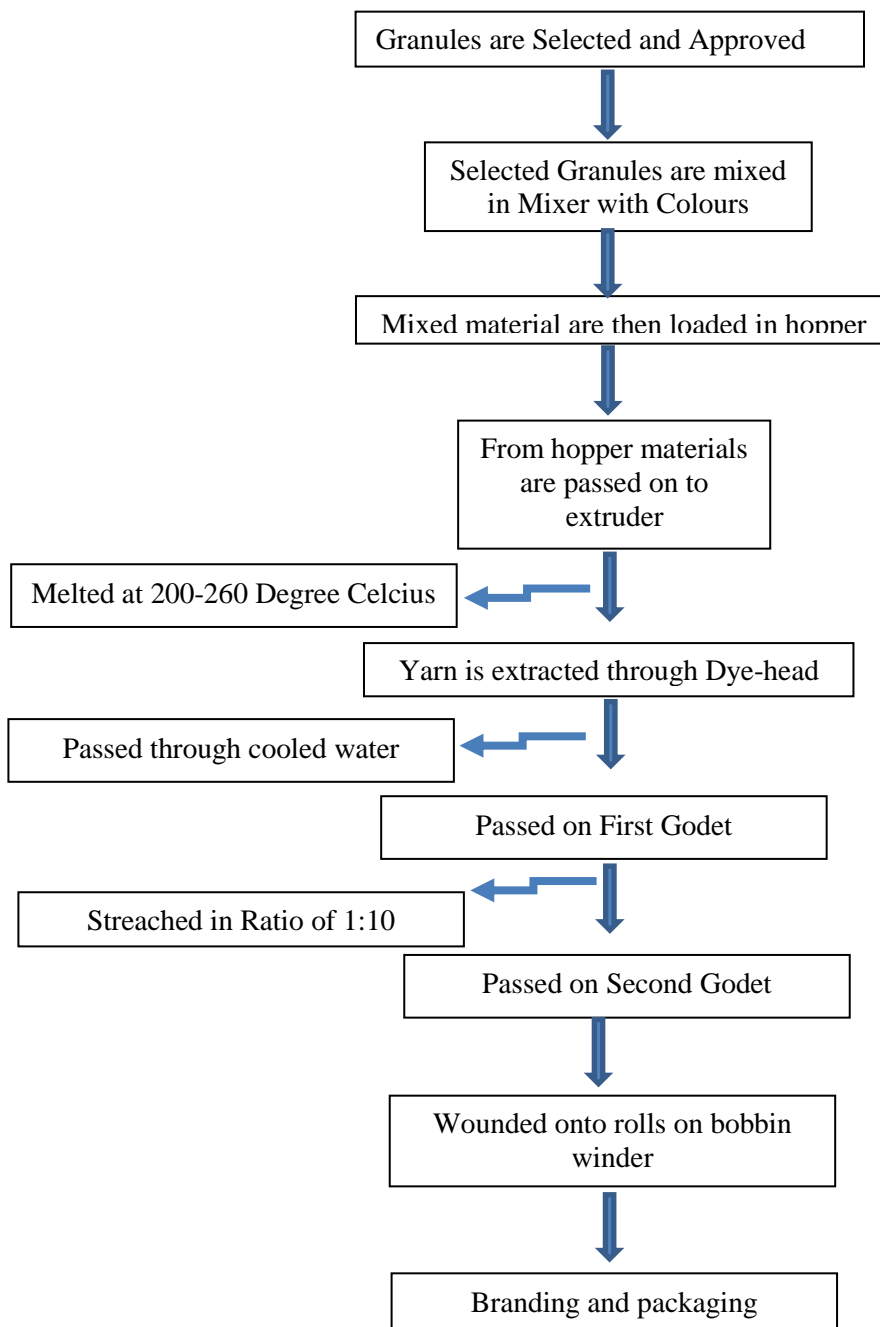 Granules are Selected and Approved
Selected Granules are mixed
in Mixer with Colours
Mixed material are then loaded in hopper
From hopper materials
are passed on to
extruder
Melted at 200-260 Degree Celcius
Yarn is extracted through Dye-head
Passed through cooled water
Passed on First Godet
Streached in Ratio of 1:10
Passed on Second Godet
Wounded onto rolls on bobbin
winder
Branding and packaging